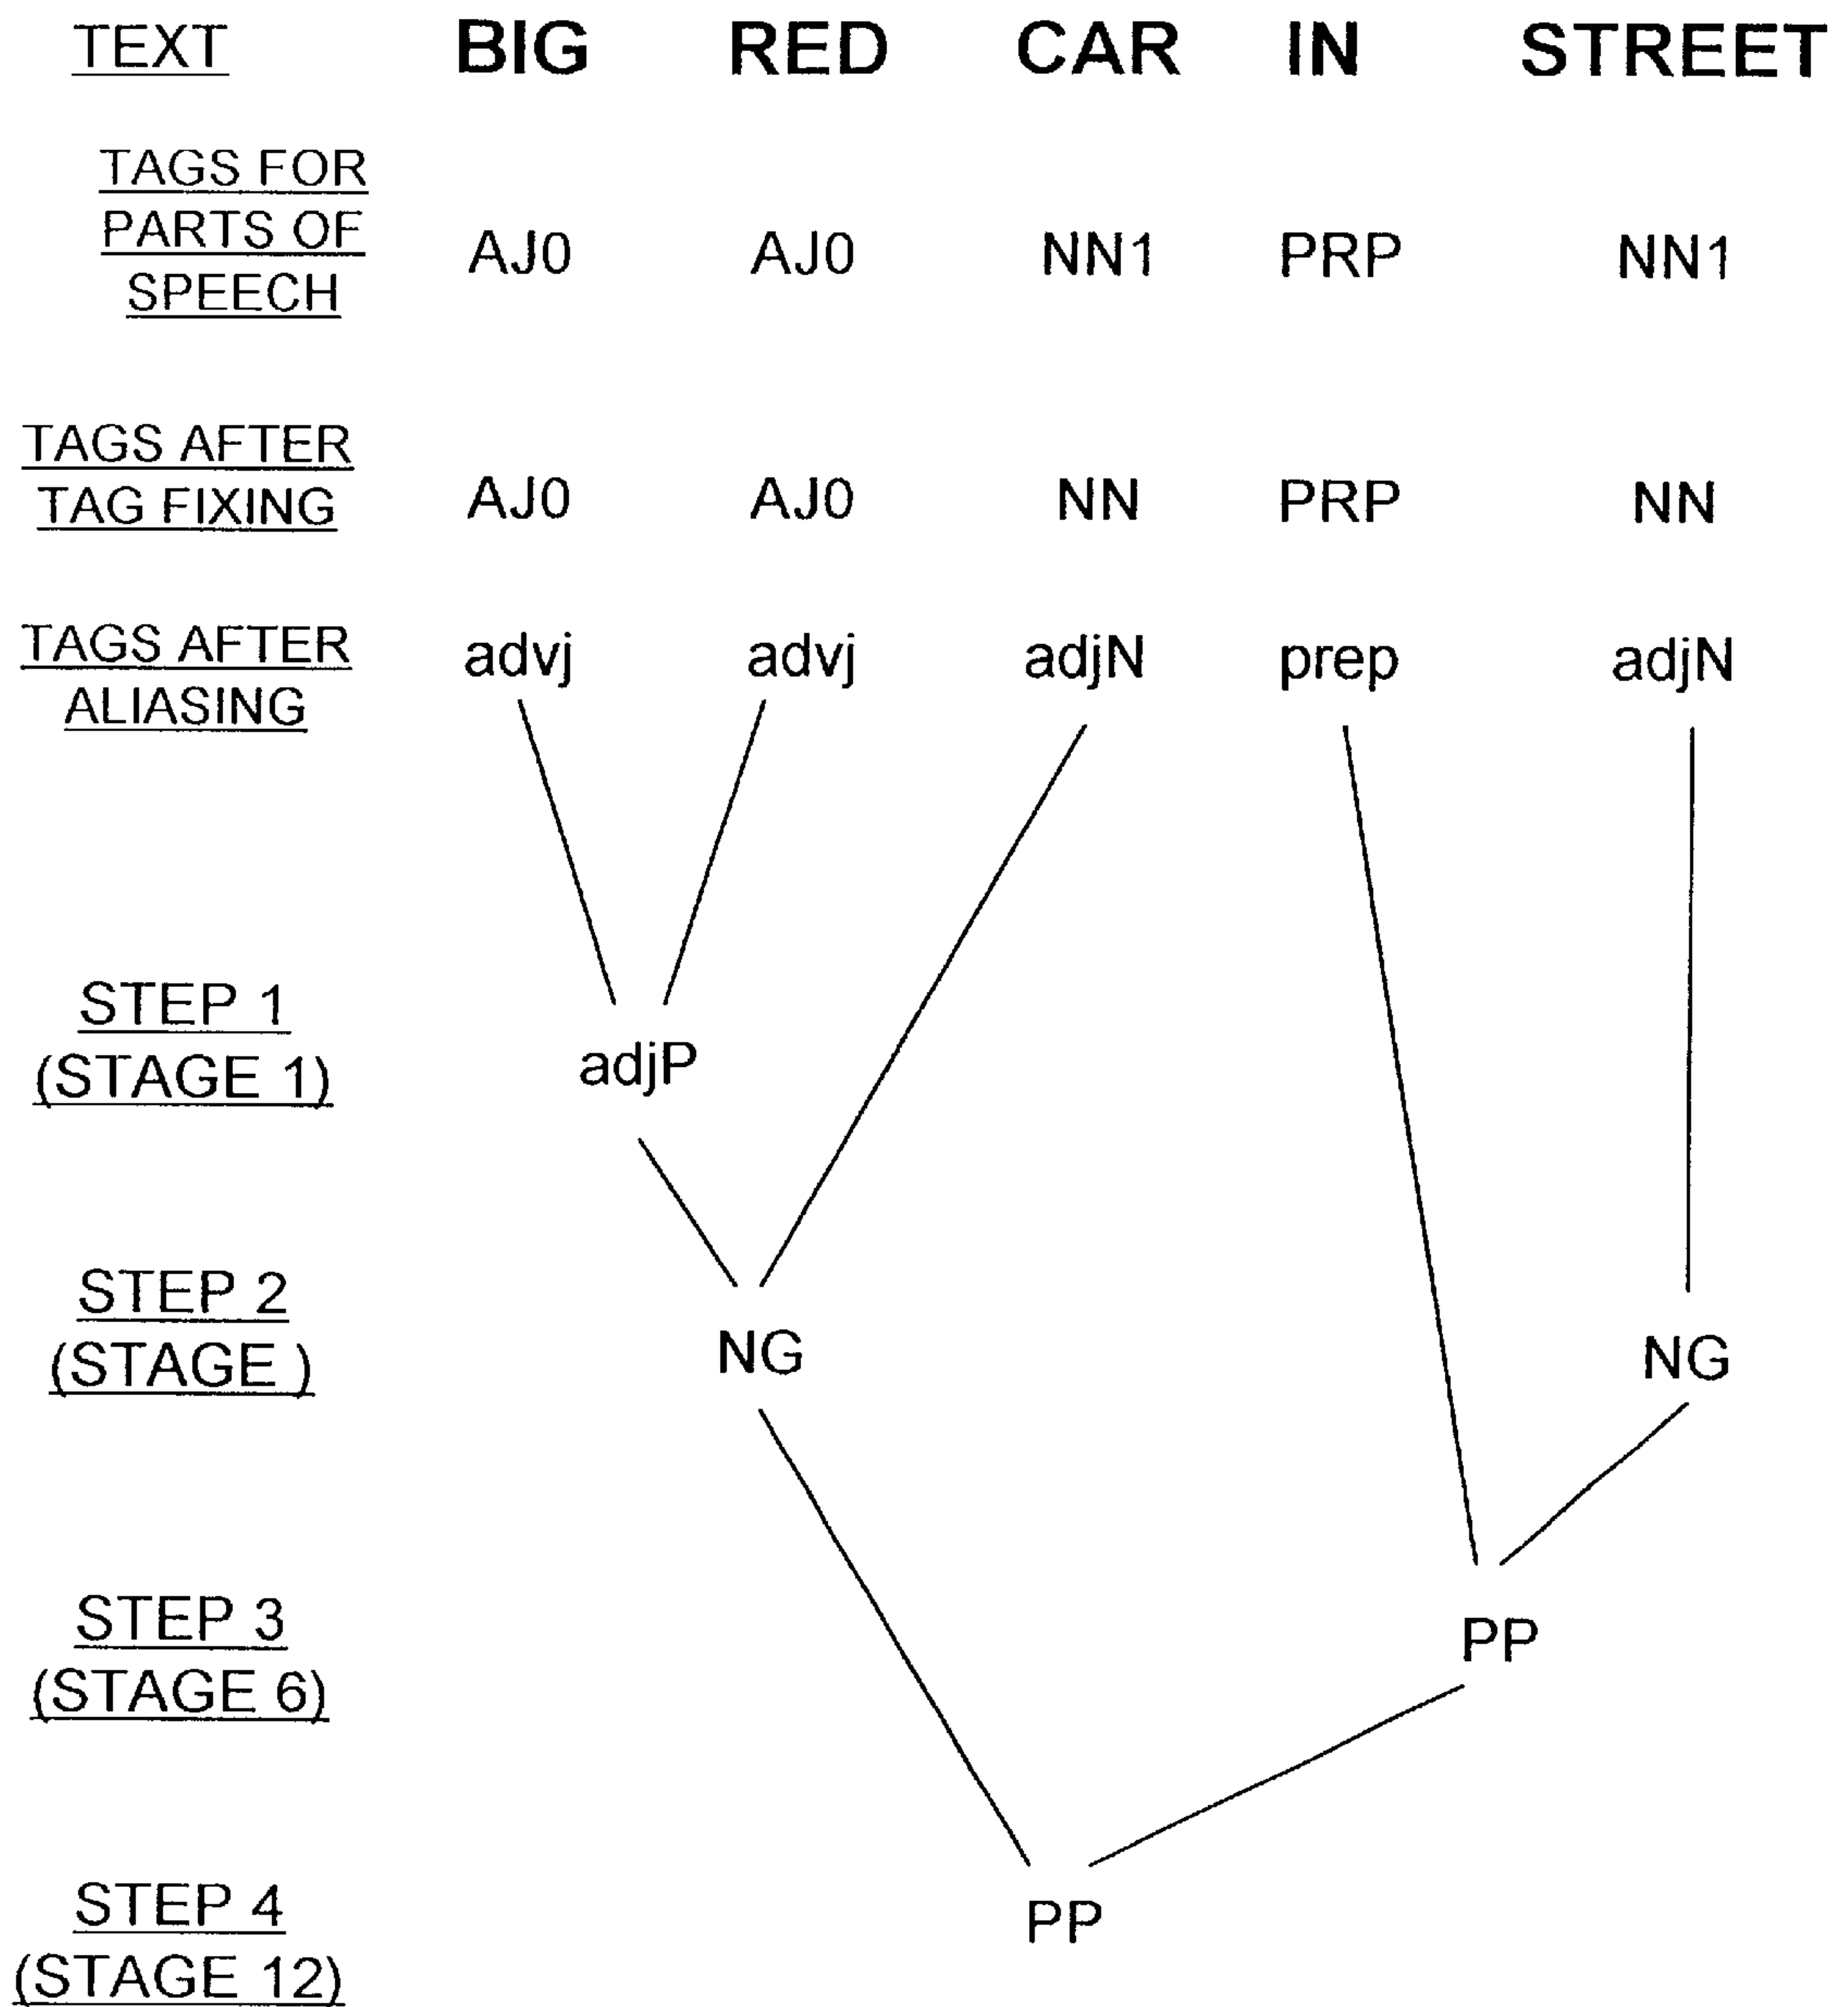 TEXT BIG RED CAR IN STREET
TAGS FOR
PARTS OF
SPEECH
AJ0 AJ0 NN1 PRP NN1
TAGS AFTER
TAG FIXING
AJ0 AJ0 NN PRP NN
TAGS AFTER
ALIASING
advj advj adjN prep adjN
STEP 1
(STAGE 1)
adjP
STEP 2
(STAGE )
NG NG
STEP 3
(STAGE 6)
PP
STEP 4
(STAGE 12)
PP